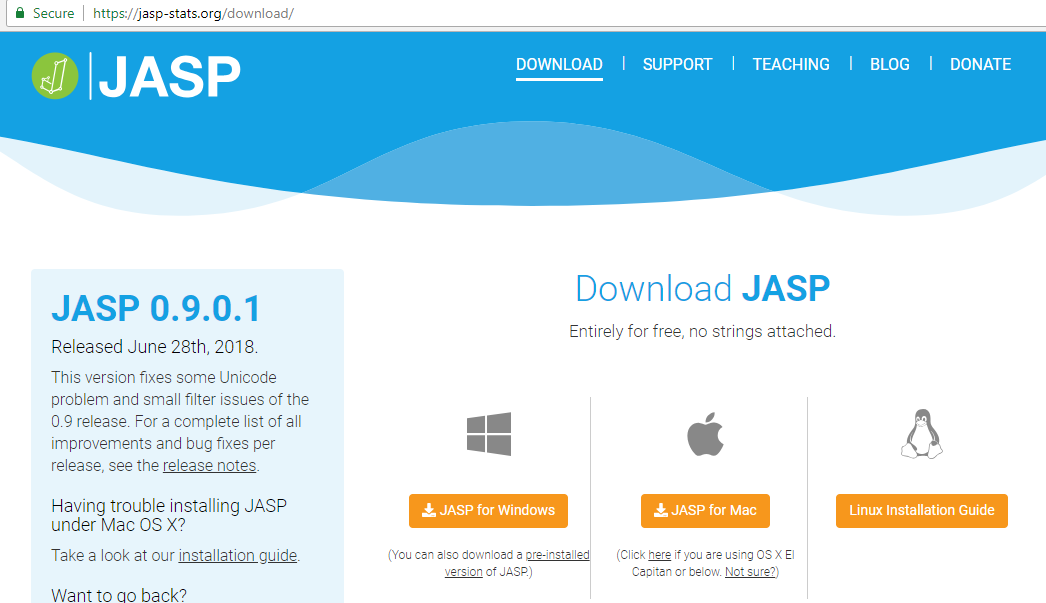 Secure https://jasp-stats.org/download/
JASP
DOWNLOAD | SUPPORT | TEACHING | BLOG | DONATE
JASP 0.9.0.1
Released June 28th, 2018.
This version fixes some Unicode
problem and small filter issues of the
0.9 release. For a complete list of all
improvements and bug fixes per
release, see the release notes.
Having trouble installing JASP
under Mac OS X?
Take a look at our installation guide.
Want to go back?
Download JASP
Entirely for free, no strings attached.
JASP for Windows
(You can also download a pre-installed
version of JASP.)
JASP for Mac
(Click here if you are using OS X El
Capitan or below. Not sure?)
Linux Installation Guide